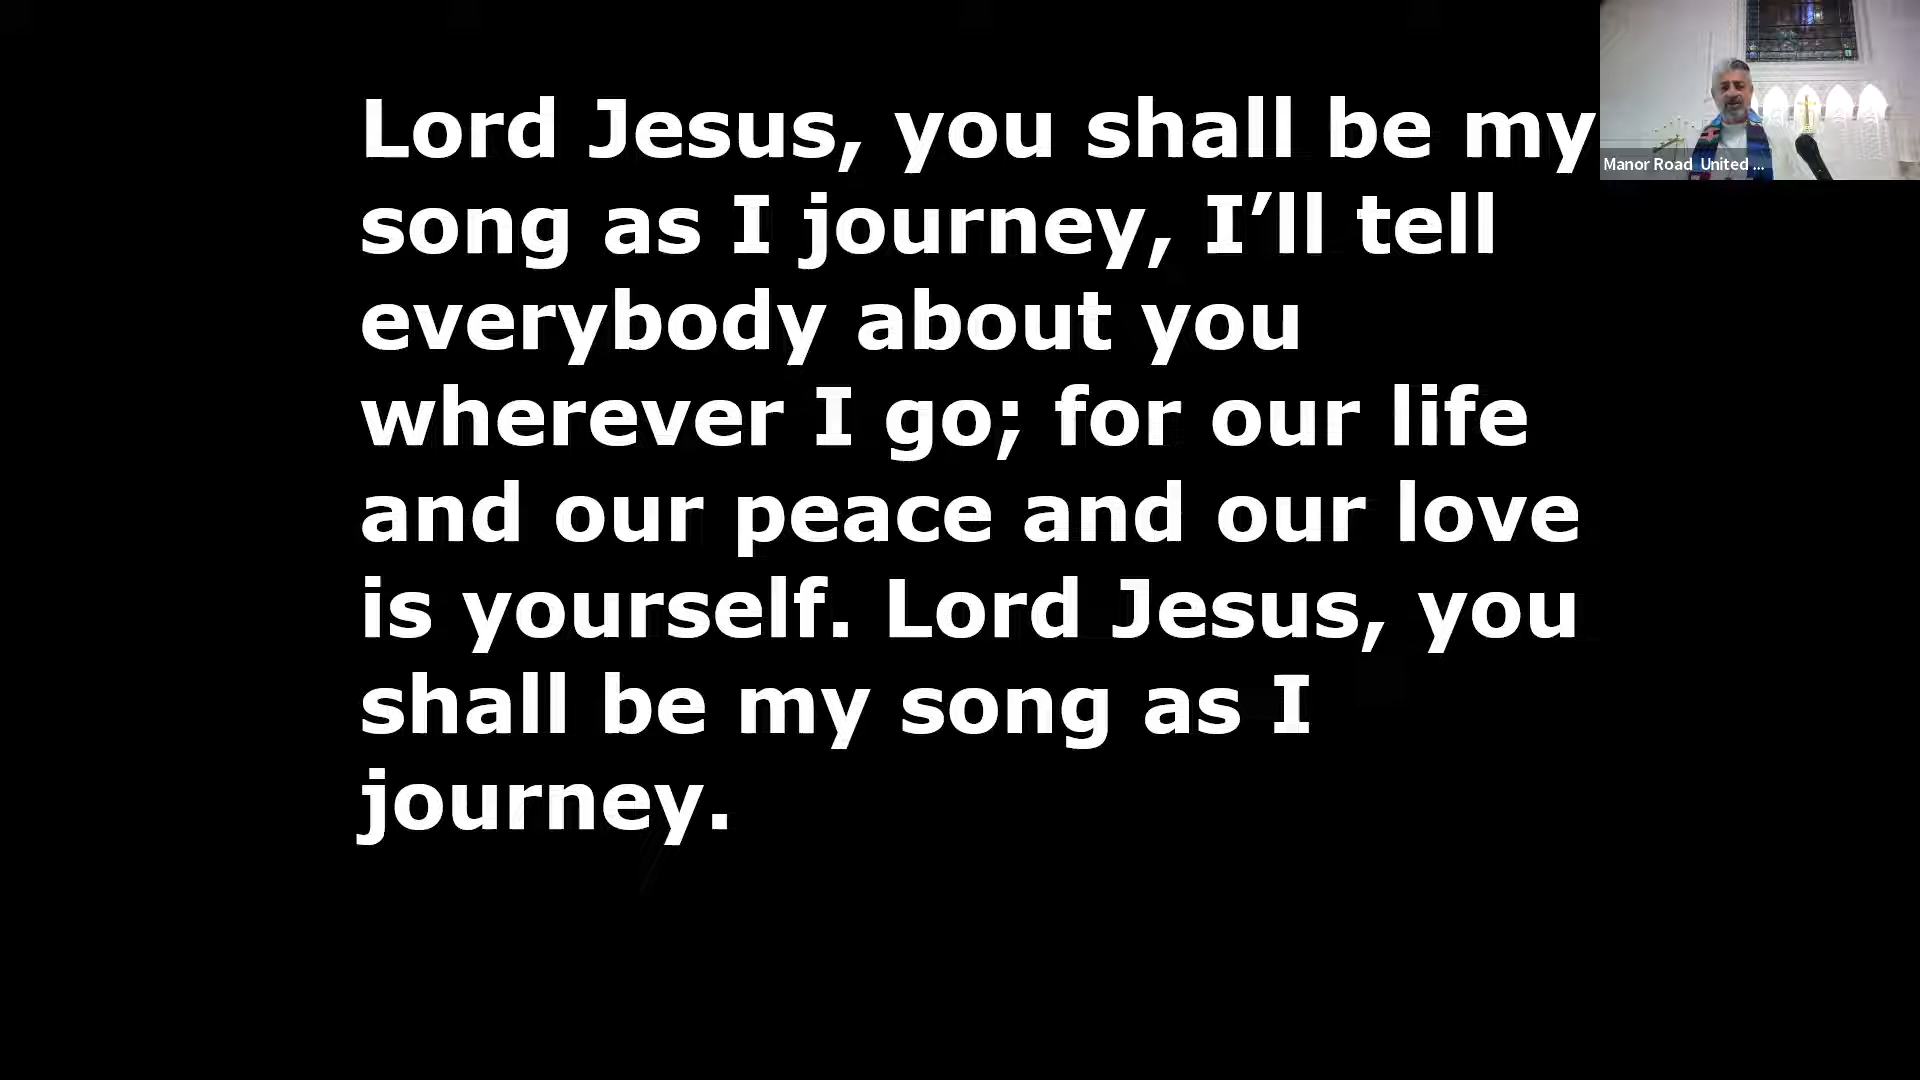 Lord Jesus, you shall be my
song as I journey, I’ll tell
everybody about you
wherever I go; for our life
and our peace and our love
is yourself. Lord Jesus, you
shall be my song as I
journey.
Manor Road United ...